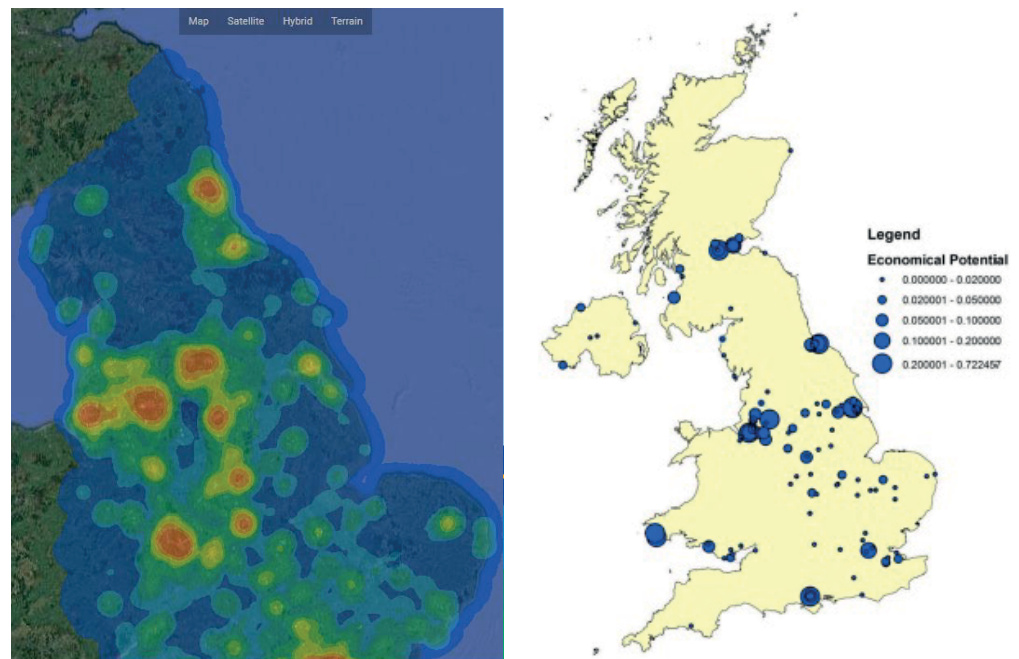 Map Satellite Hybrid Terrain
Legend
Economical Potential
0.000000 - 0.020000
0.020001 - 0.050000
0.050001 - 0.100000
0.100001 - 0.200000
0.200001 - 0.722457